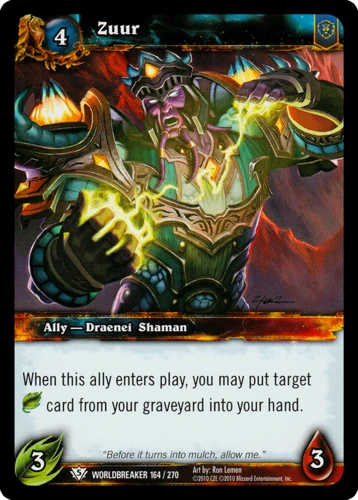 4
Zuur
Ally — Draenei Shaman
When this ally enters play, you may put target
card from your graveyard into your hand.
"Before it turns into mulch, allow me."
3
WORLDBREAKER 164 / 270
Art by: Ron Lemen
©2010 CZE ©2010 Blizzard Entertainment, Inc.
3